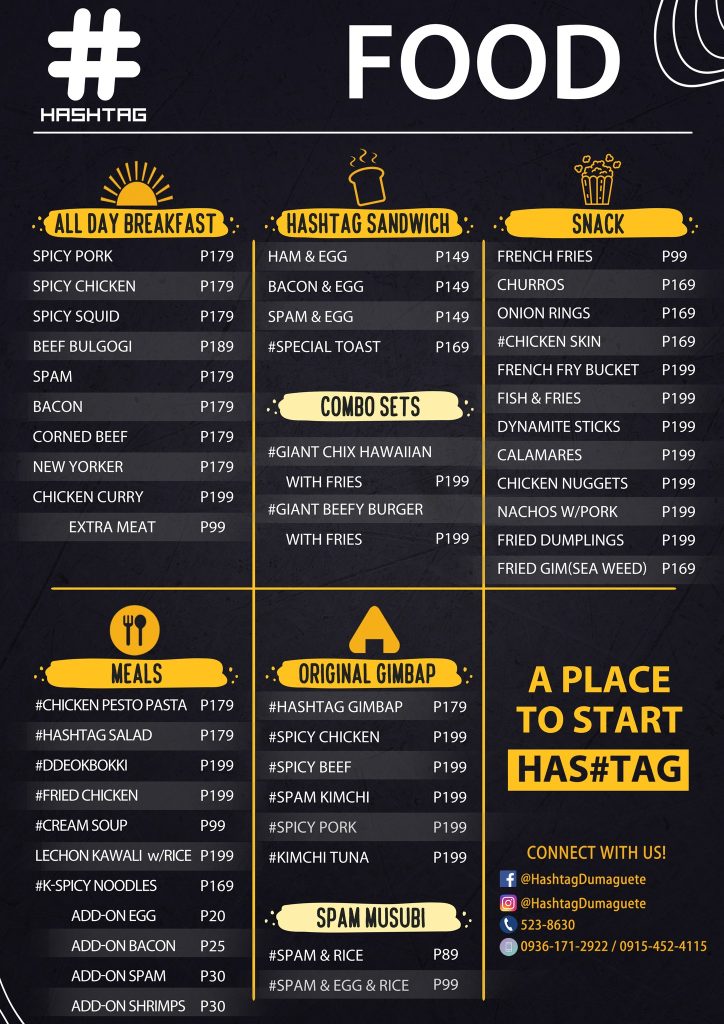 #
HASHTAG
FOOD
ALL DAY BREAKFAST
SPICY PORK P179
SPICY CHICKEN P179
SPICY SQUID P179
BEEF BULGOGI P189
SPAM P179
BACON P179
CORNED BEEF P179
NEW YORKER P179
CHICKEN CURRY P199
EXTRA MEAT P99
HASHTAG SANDWICH
HAM & EGG P149
BACON & EGG P149
SPAM & EGG P149
#SPECIAL TOAST P169
COMBO SETS
#GIANT CHIX HAWAIIAN
WITH FRIES P199
#GIANT BEEFY BURGER
WITH FRIES P199
SNACK
FRENCH FRIES P99
CHURROS P169
ONION RINGS P169
#CHICKEN SKIN P169
FRENCH FRY BUCKET P199
FISH & FRIES P199
DYNAMITE STICKS P199
CALAMARES P199
CHICKEN NUGGETS P199
NACHOS W/PORK P199
FRIED DUMPLINGS P199
FRIED GIM(SEA WEED) P169
MEALS
#CHICKEN PESTO PASTA P179
#HASHTAG SALAD P179
#DDEOKBOKKI P199
#FRIED CHICKEN P199
#CREAM SOUP P99
LECHON KAWALI w/RICE P199
#K-SPICY NOODLES P169
ADD-ON EGG P20
ADD-ON BACON P25
ADD-ON SPAM P30
ADD-ON SHRIMPS P30
ORIGINAL GIMBAP
#HASHTAG GIMBAP P179
#SPICY CHICKEN P199
#SPICY BEEF P199
#SPAM KIMCHI P199
#SPICY PORK P199
#KIMCHI TUNA P199
SPAM MUSUBI
#SPAM & RICE P89
#SPAM & EGG & RICE P99
A PLACE
TO START
HAS#TAG
CONNECT WITH US!
@HashtagDumaguete
@HashtagDumaguete
523-8630
0936-171-2922 / 0915-452-4115